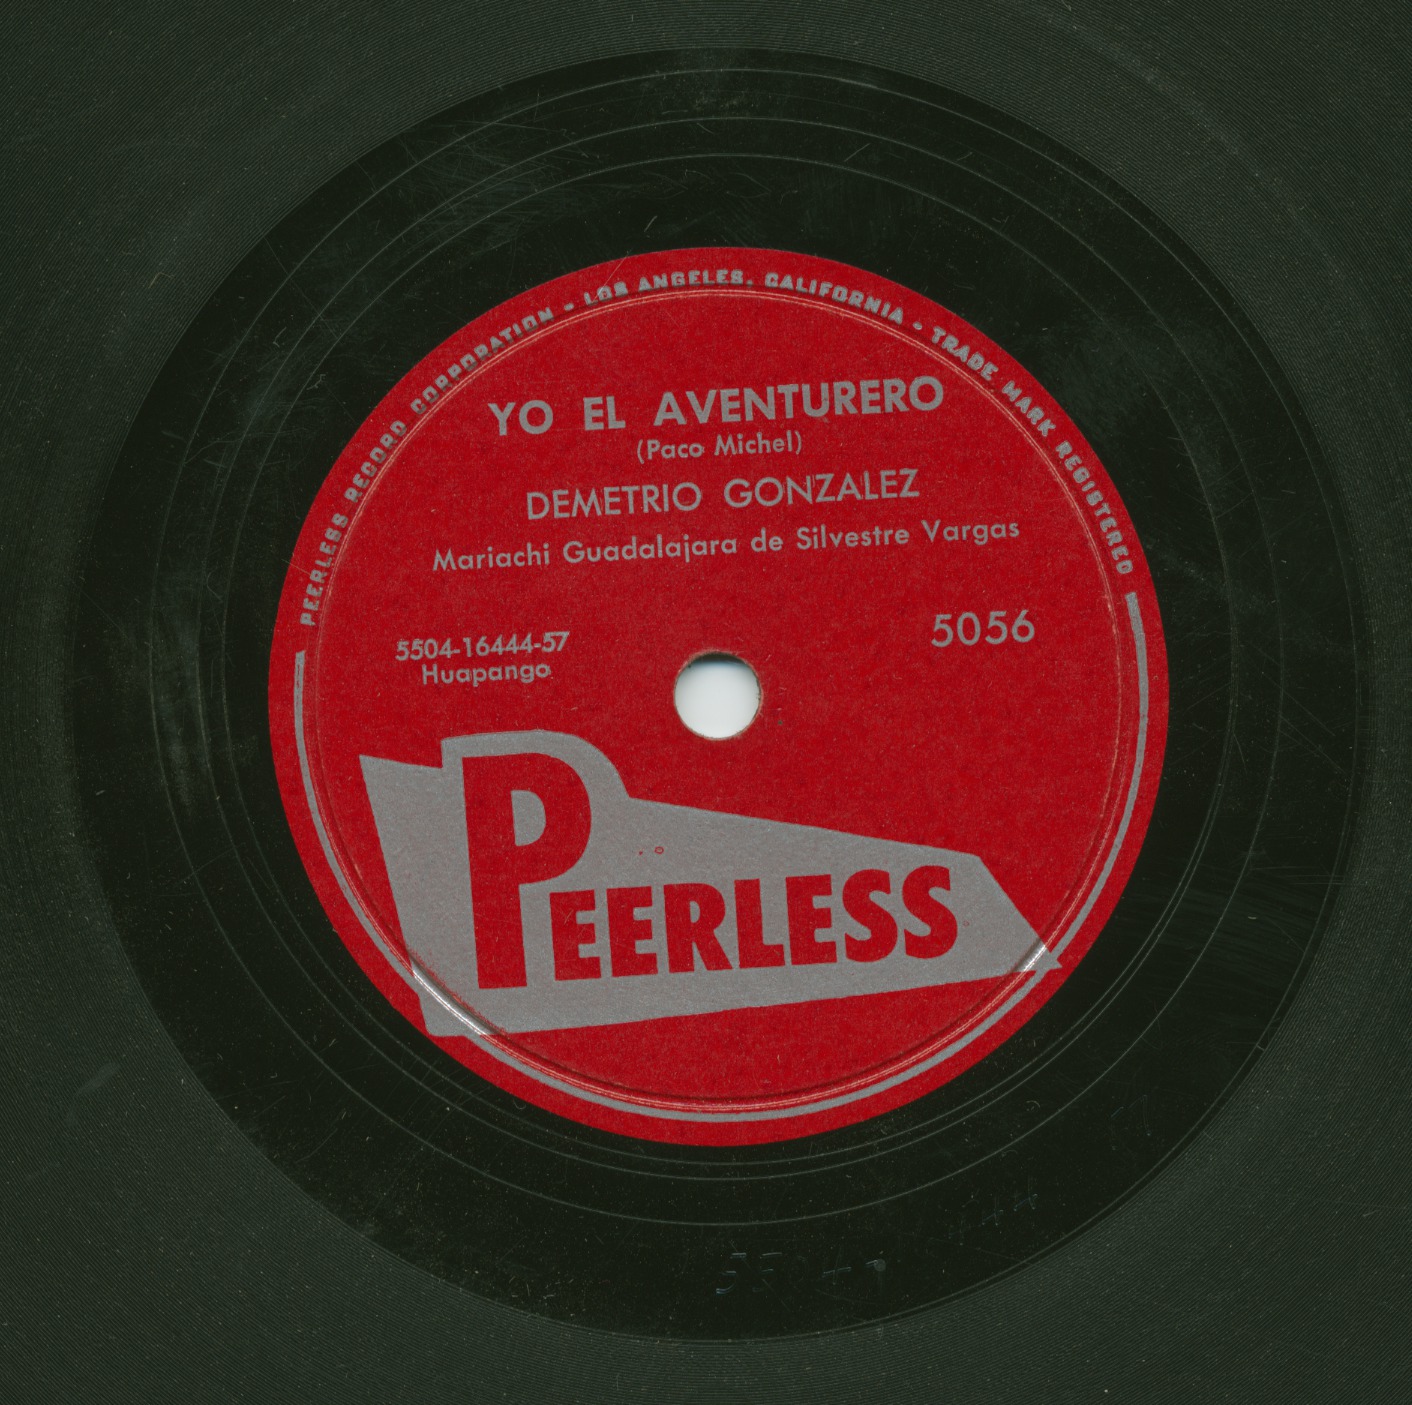 PEERLESS RECORD CORPORATION - LOS ANGELES, CALIFORNIA - TRADE MARK REGISTERED
YO EL AVENTURERO
(Paco Michel)
DEMETRIO GONZALEZ
Mariachi Guadalajara de Silvestre Vargas
5504-16444-57
Huapango
5056
PEERLESS